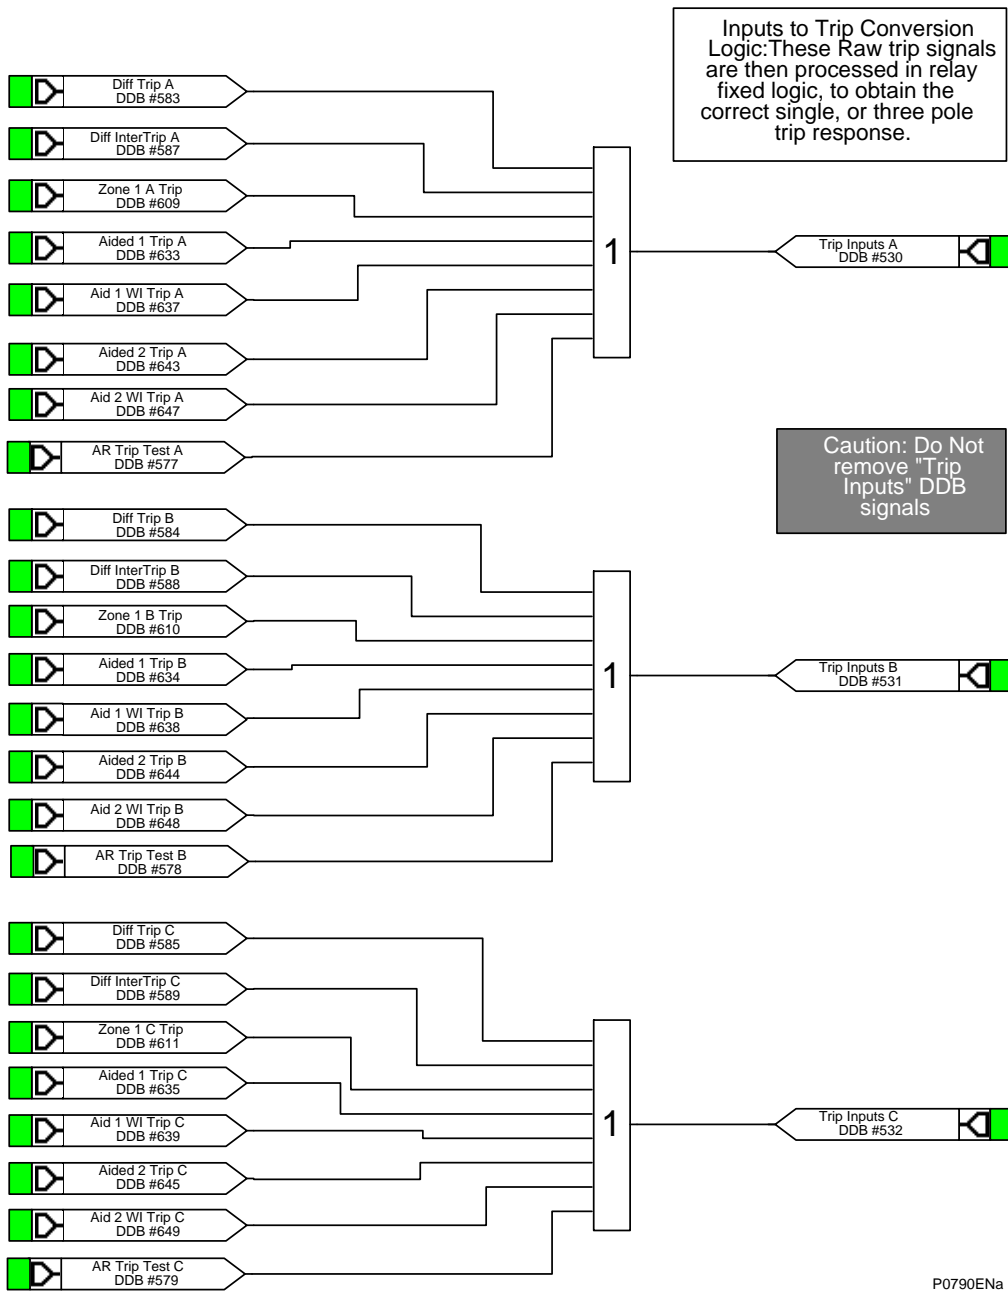 Inputs to Trip Conversion
Logic:These Raw trip signals
are then processed in relay
fixed logic, to obtain the
correct single, or three pole
trip response.
Diff Trip A
DDB #583
Diff InterTrip A
DDB #587
Zone 1 A Trip
DDB #609
Aided 1 Trip A
DDB #633
Aid 1 WI Trip A
DDB #637
Aided 2 Trip A
DDB #643
Aid 2 WI Trip A
DDB #647
AR Trip Test A
DDB #577
1
Trip Inputs A
DDB #530
Caution: Do Not
remove "Trip
Inputs" DDB
signals
Diff Trip B
DDB #584
Diff InterTrip B
DDB #588
Zone 1 B Trip
DDB #610
Aided 1 Trip B
DDB #634
Aid 1 WI Trip B
DDB #638
Aided 2 Trip B
DDB #644
Aid 2 WI Trip B
DDB #648
AR Trip Test B
DDB #578
1
Trip Inputs B
DDB #531
Diff Trip C
DDB #585
Diff InterTrip C
DDB #589
Zone 1 C Trip
DDB #611
Aided 1 Trip C
DDB #635
Aid 1 WI Trip C
DDB #639
Aided 2 Trip C
DDB #645
Aid 2 WI Trip C
DDB #649
AR Trip Test C
DDB #579
1
Trip Inputs C
DDB #532
P0790ENa